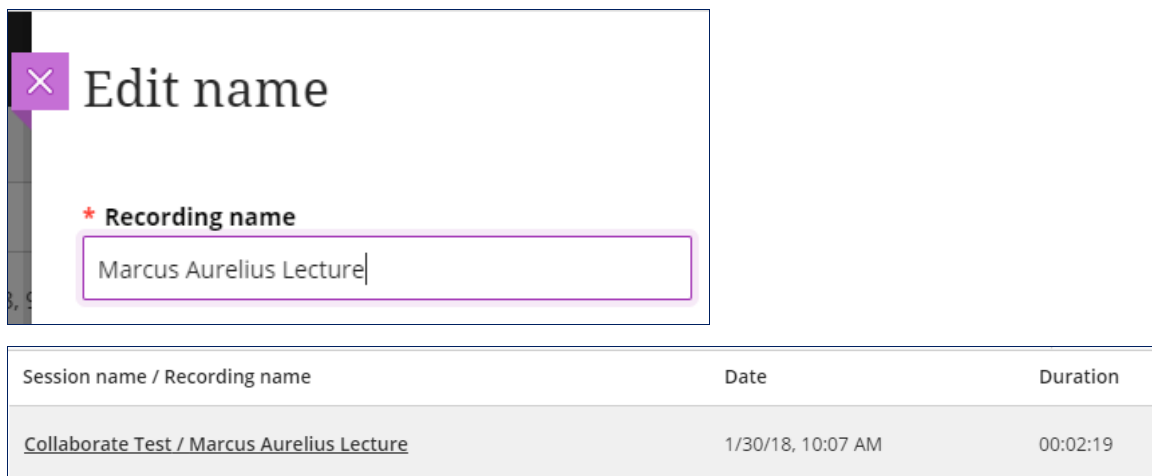 Edit name
* Recording name
Marcus Aurelius Lecture
Session name / Recording name Date Duration
Collaborate Test / Marcus Aurelius Lecture 1/30/18, 10:07 AM 00:02:19